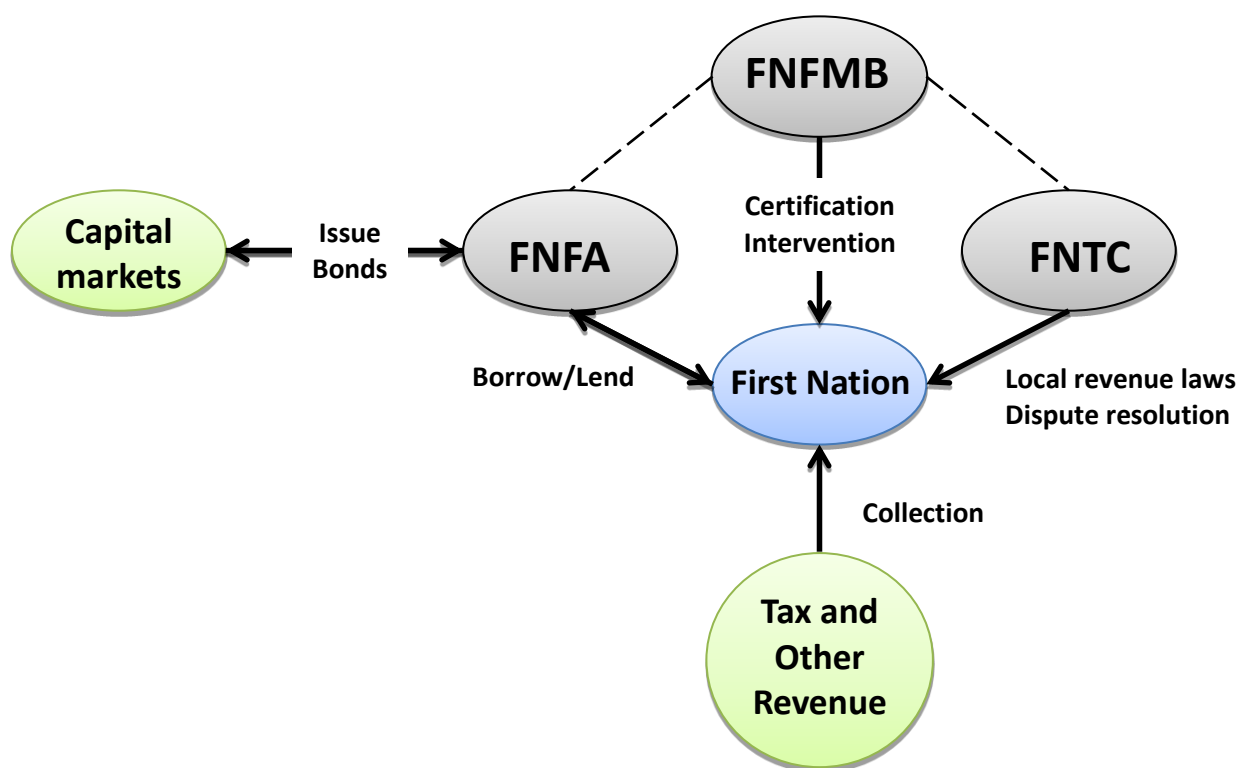 FNFMB
Certification
Intervention
Capital
markets
Issue
Bonds
FNFA
FNTC
Borrow/Lend
First Nation
Local revenue laws
Dispute resolution
Collection
Tax and
Other
Revenue